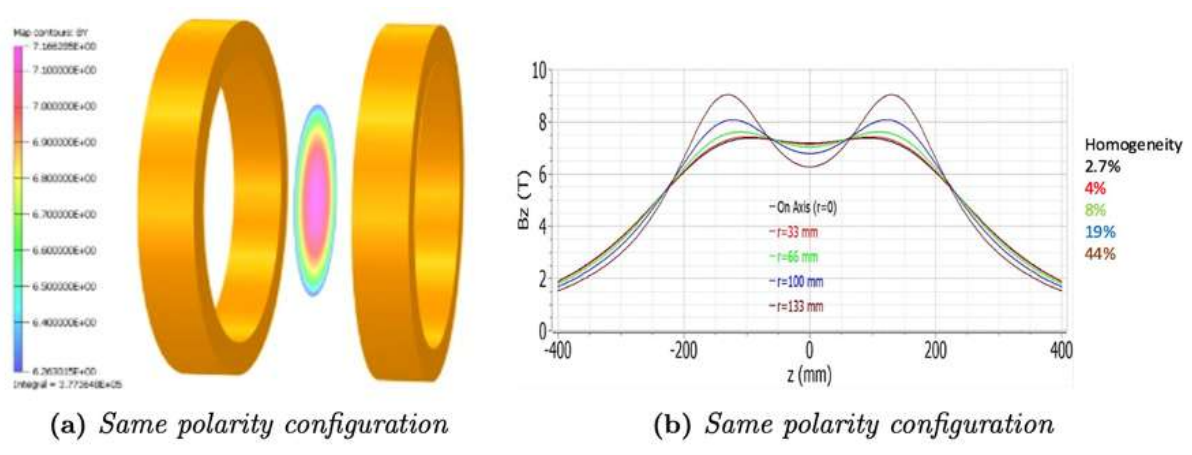 Map contours: BY
7.166285E+00
7.100000E+00
7.000000E+00
6.900000E+00
6.800000E+00
6.700000E+00
6.600000E+00
6.500000E+00
6.400000E+00
6.263015E+00
Integral = 3.773648E+05
(a) Same polarity configuration
10
8
6
4
2
0
Bz (T)
-400
-200
0
200
400
z (mm)
On Axis (r=0)
r=33 mm
r=66 mm
r=100 mm
r=133 mm
Homogeneity
2.7%
4%
8%
19%
44%
(b) Same polarity configuration